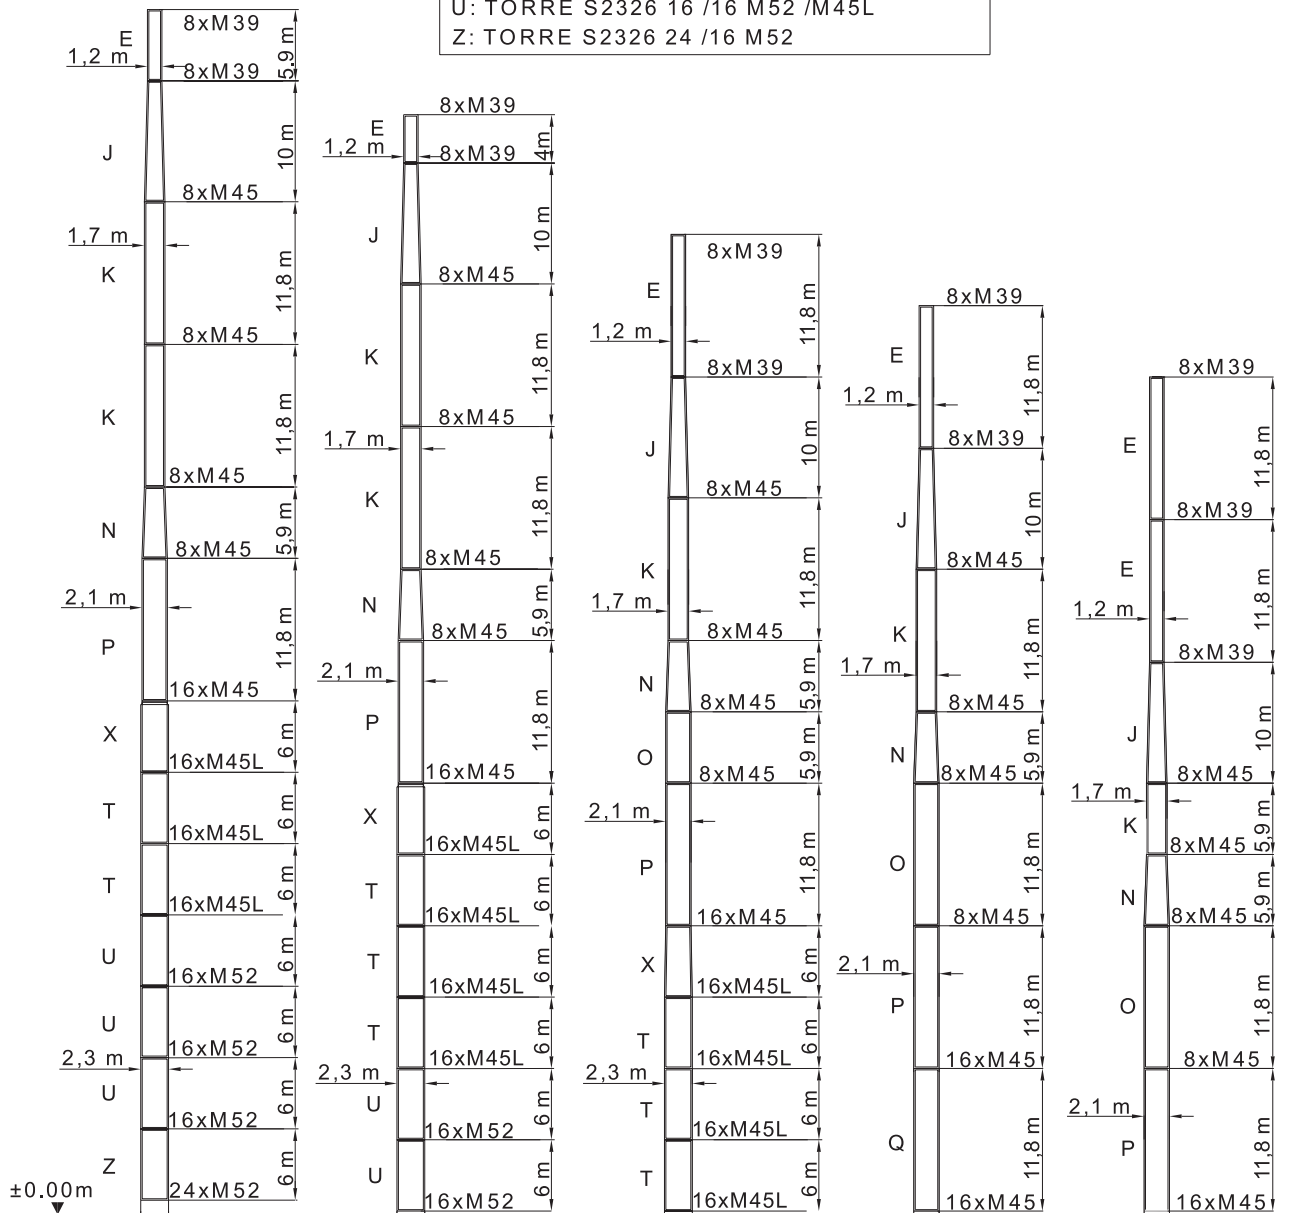 U: TORRE S2326 16 /16 M52 /M45L
Z: TORRE S2326 24 /16 M52
8xM39
E
1,2 m
8xM39
5,9 m
J
10 m
8xM45
1,7 m
K
11,8 m
8xM45
K
11,8 m
8xM45
N
5,9 m
8xM45
2,1 m
P
11,8 m
16xM45
X
6 m
16xM45L
T
6 m
16xM45L
T
6 m
16xM45L
U
6 m
16xM52
U
6 m
16xM52
2,3 m
U
6 m
16xM52
Z
6 m
24xM52
±0.00m
8xM39
E
1,2 m
8xM39
4m
J
10 m
8xM45
K
11,8 m
8xM45
1,7 m
K
11,8 m
8xM45
N
5,9 m
8xM45
2,1 m
P
11,8 m
16xM45
X
6 m
16xM45L
T
6 m
16xM45L
T
6 m
16xM45L
T
6 m
16xM45L
2,3 m
U
6 m
16xM52
U
6 m
16xM52
8xM39
E
11,8 m
1,2 m
8xM39
J
10 m
8xM45
K
11,8 m
1,7 m
8xM45
N
5,9 m
8xM45
O
5,9 m
8xM45
2,1 m
P
11,8 m
16xM45
X
6 m
16xM45L
T
6 m
16xM45L
2,3 m
T
6 m
16xM45L
T
6 m
16xM45L
8xM39
E
11,8 m
1,2 m
8xM39
J
10 m
8xM45
K
11,8 m
1,7 m
8xM45
N
5,9 m
8xM45
O
11,8 m
8xM45
2,1 m
P
11,8 m
16xM45
Q
11,8 m
16xM45
8xM39
E
11,8 m
8xM39
E
11,8 m
1,2 m
8xM39
J
10 m
8xM45
1,7 m
K
5,9 m
8xM45
N
5,9 m
8xM45
O
11,8 m
8xM45
2,1 m
P
11,8 m
16xM45